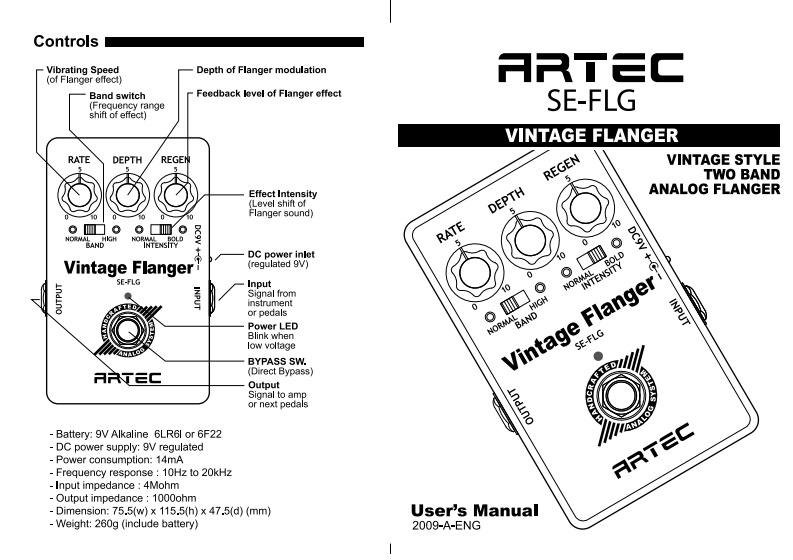 Controls
Vibrating Speed
(of Flanger effect)
Band switch
(Frequency range
shift of effect)
Depth of Flanger modulation
Feedback level of Flanger effect
RATE DEPTH REGEN
5 5 5
0 10 0 10 0 10
NORMAL HIGH NORMAL BOLD
BAND INTENSITY
DC9V + −
Vintage Flanger
SE-FLG
OUTPUT
INPUT
HANDCRAFTED
ANALOG SYSTEM
ARTEC
Effect Intensity
(Level shift of
Flanger sound)
DC power inlet
(regulated 9V)
Input
Signal from
instrument
or pedals
Power LED
Blink when
low voltage
BYPASS SW.
(Direct Bypass)
Output
Signal to amp
or next pedals
- Battery: 9V Alkaline 6LR6l or 6F22
- DC power supply: 9V regulated
- Power consumption: 14mA
- Frequency response : 10Hz to 20kHz
- Input impedance : 4Mohm
- Output impedance : 1000ohm
- Dimension: 75.5(w) x 115.5(h) x 47.5(d) (mm)
- Weight: 260g (include battery)
ARTEC
SE-FLG
VINTAGE FLANGER
VINTAGE STYLE
TWO BAND
ANALOG FLANGER
RATE DEPTH REGEN
5 5 5
0 10 0 10 0 10
NORMAL HIGH NORMAL BOLD
BAND INTENSITY
DC9V + −
Vintage Flanger
SE-FLG
OUTPUT
INPUT
HANDCRAFTED
ANALOG SYSTEM
ARTEC
User's Manual
2009-A-ENG